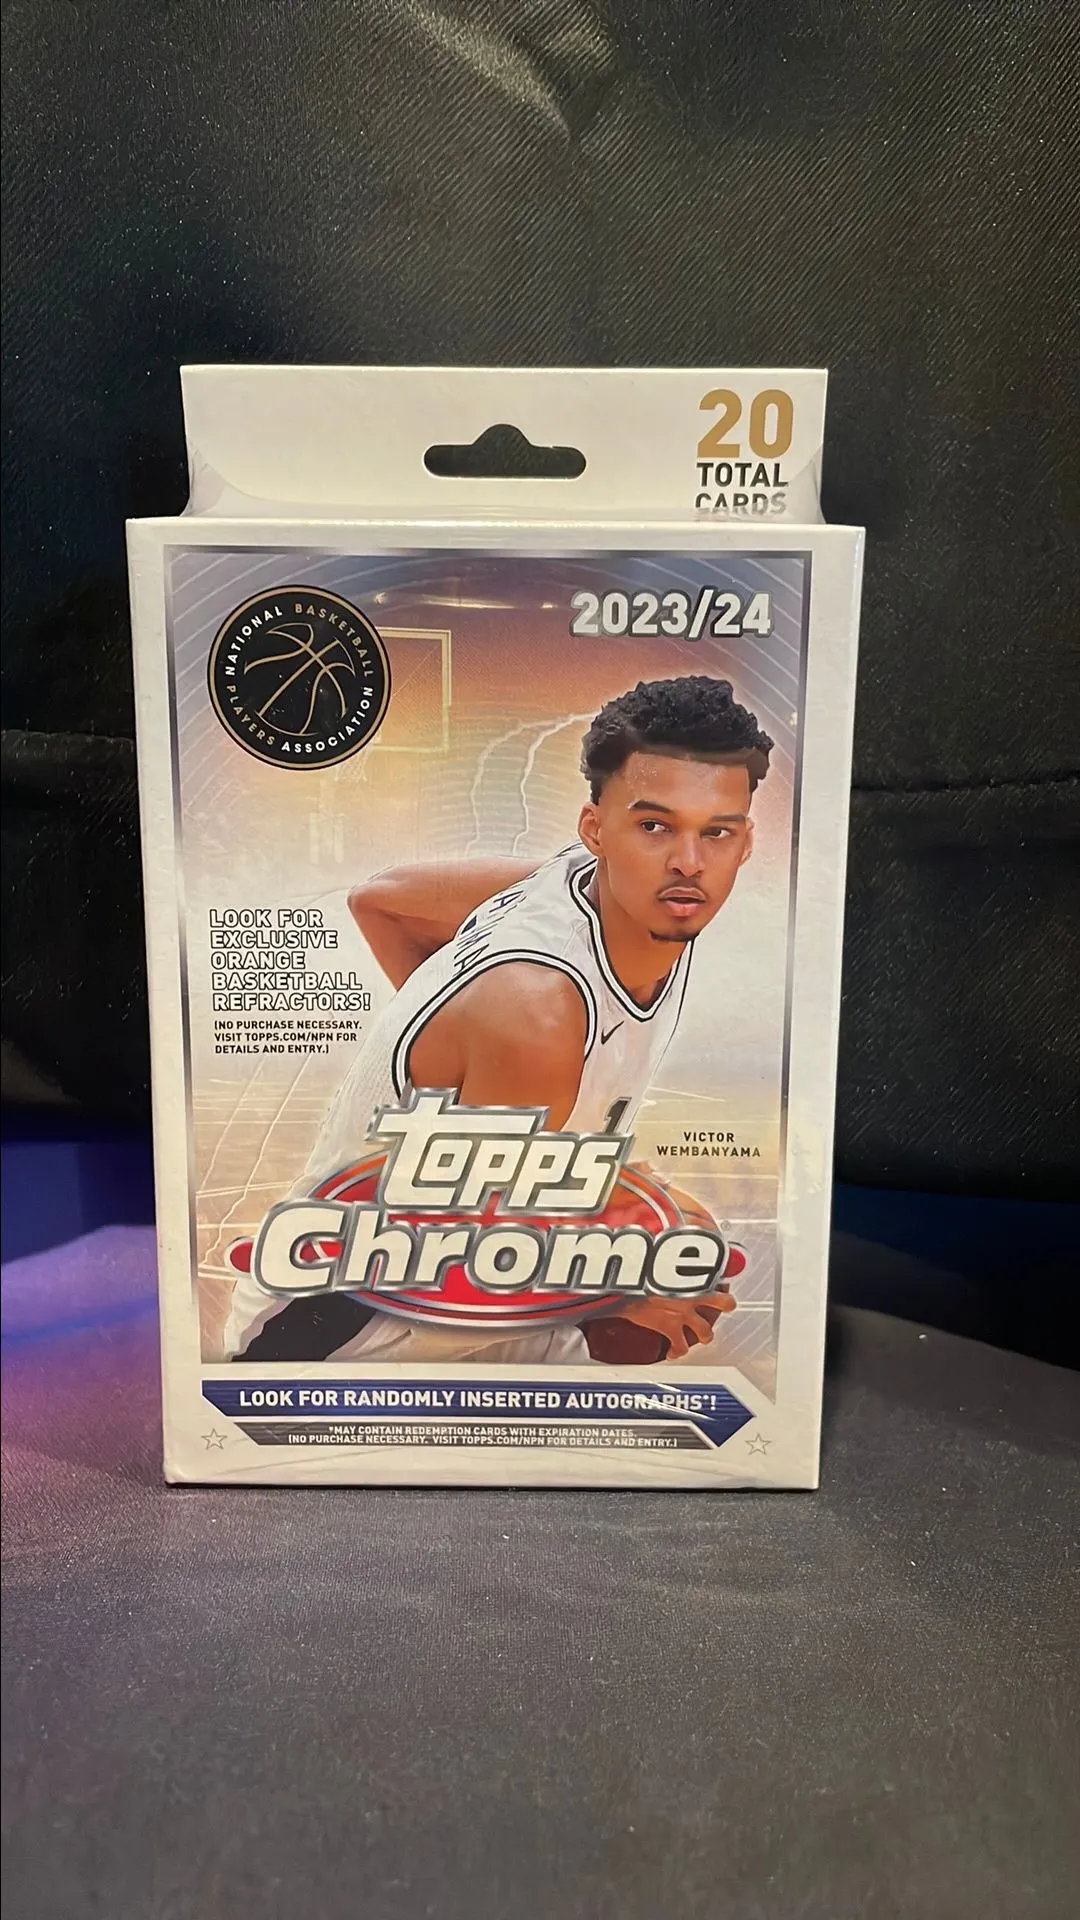 20
TOTAL
CARDS
2023/24
NATIONAL BASKETBALL
PLAYERS ASSOCIATION
LOOK FOR
EXCLUSIVE
ORANGE
BASKETBALL
REFRACTORS!
(NO PURCHASE NECESSARY.
VISIT TOPPS.COM/NPN FOR
DETAILS AND ENTRY.)
1
VICTOR
WEMBANYAMA
TOPPS
Chrome®
LOOK FOR RANDOMLY INSERTED AUTOGRAPHS*!
*MAY CONTAIN REDEMPTION CARDS WITH EXPIRATION DATES.
(NO PURCHASE NECESSARY. VISIT TOPPS.COM/NPN FOR DETAILS AND ENTRY.)